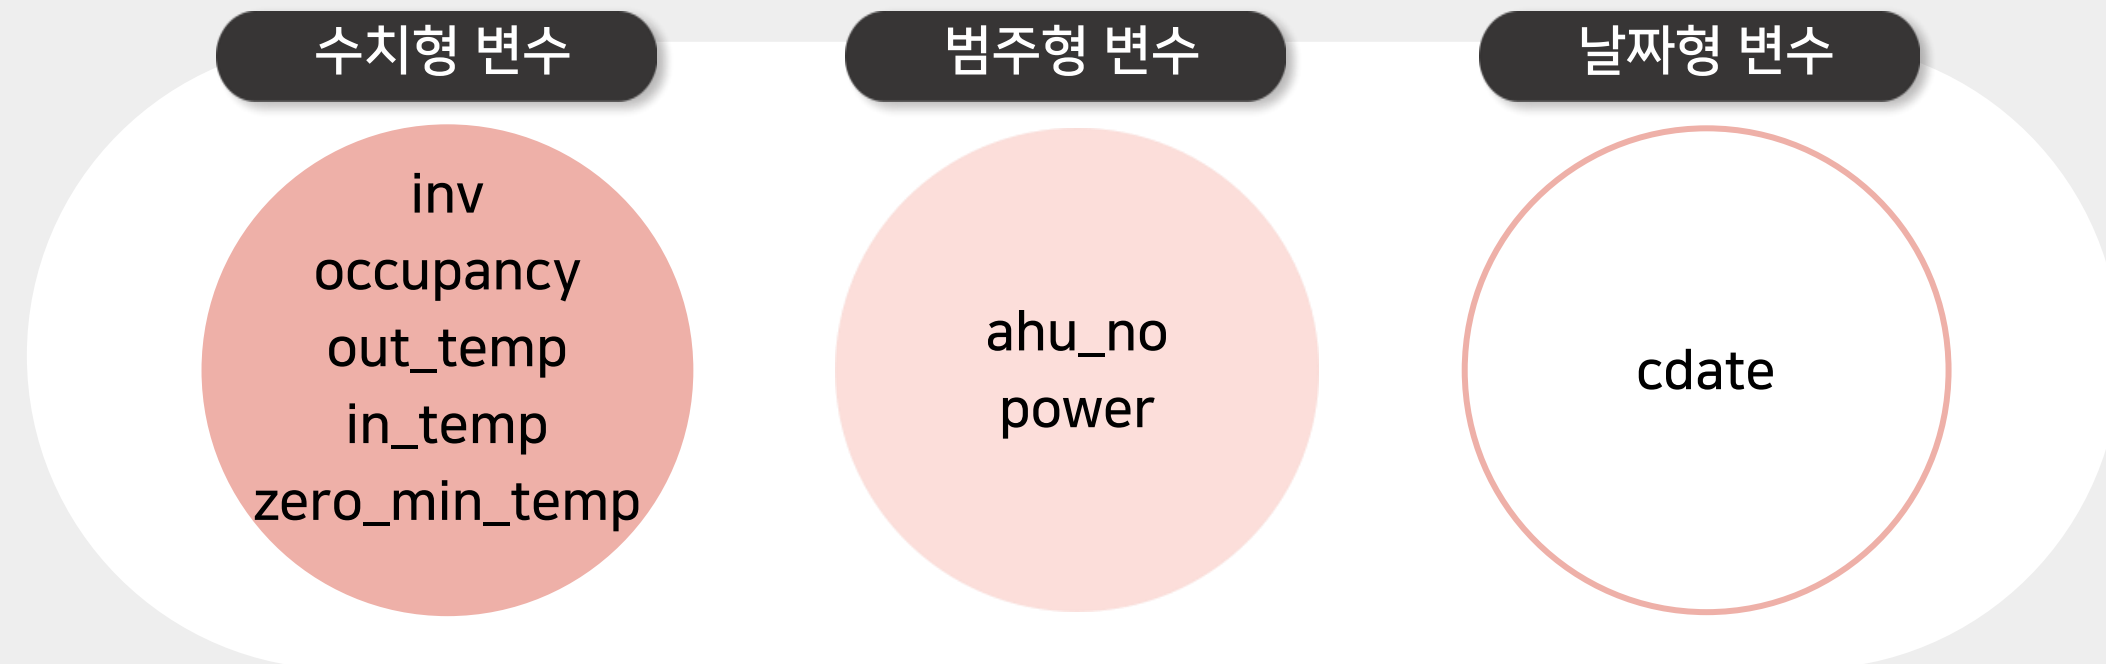 수치형 변수
inv
occupancy
out_temp
in_temp
zero_min_temp
범주형 변수
ahu_no
power
날짜형 변수
cdate